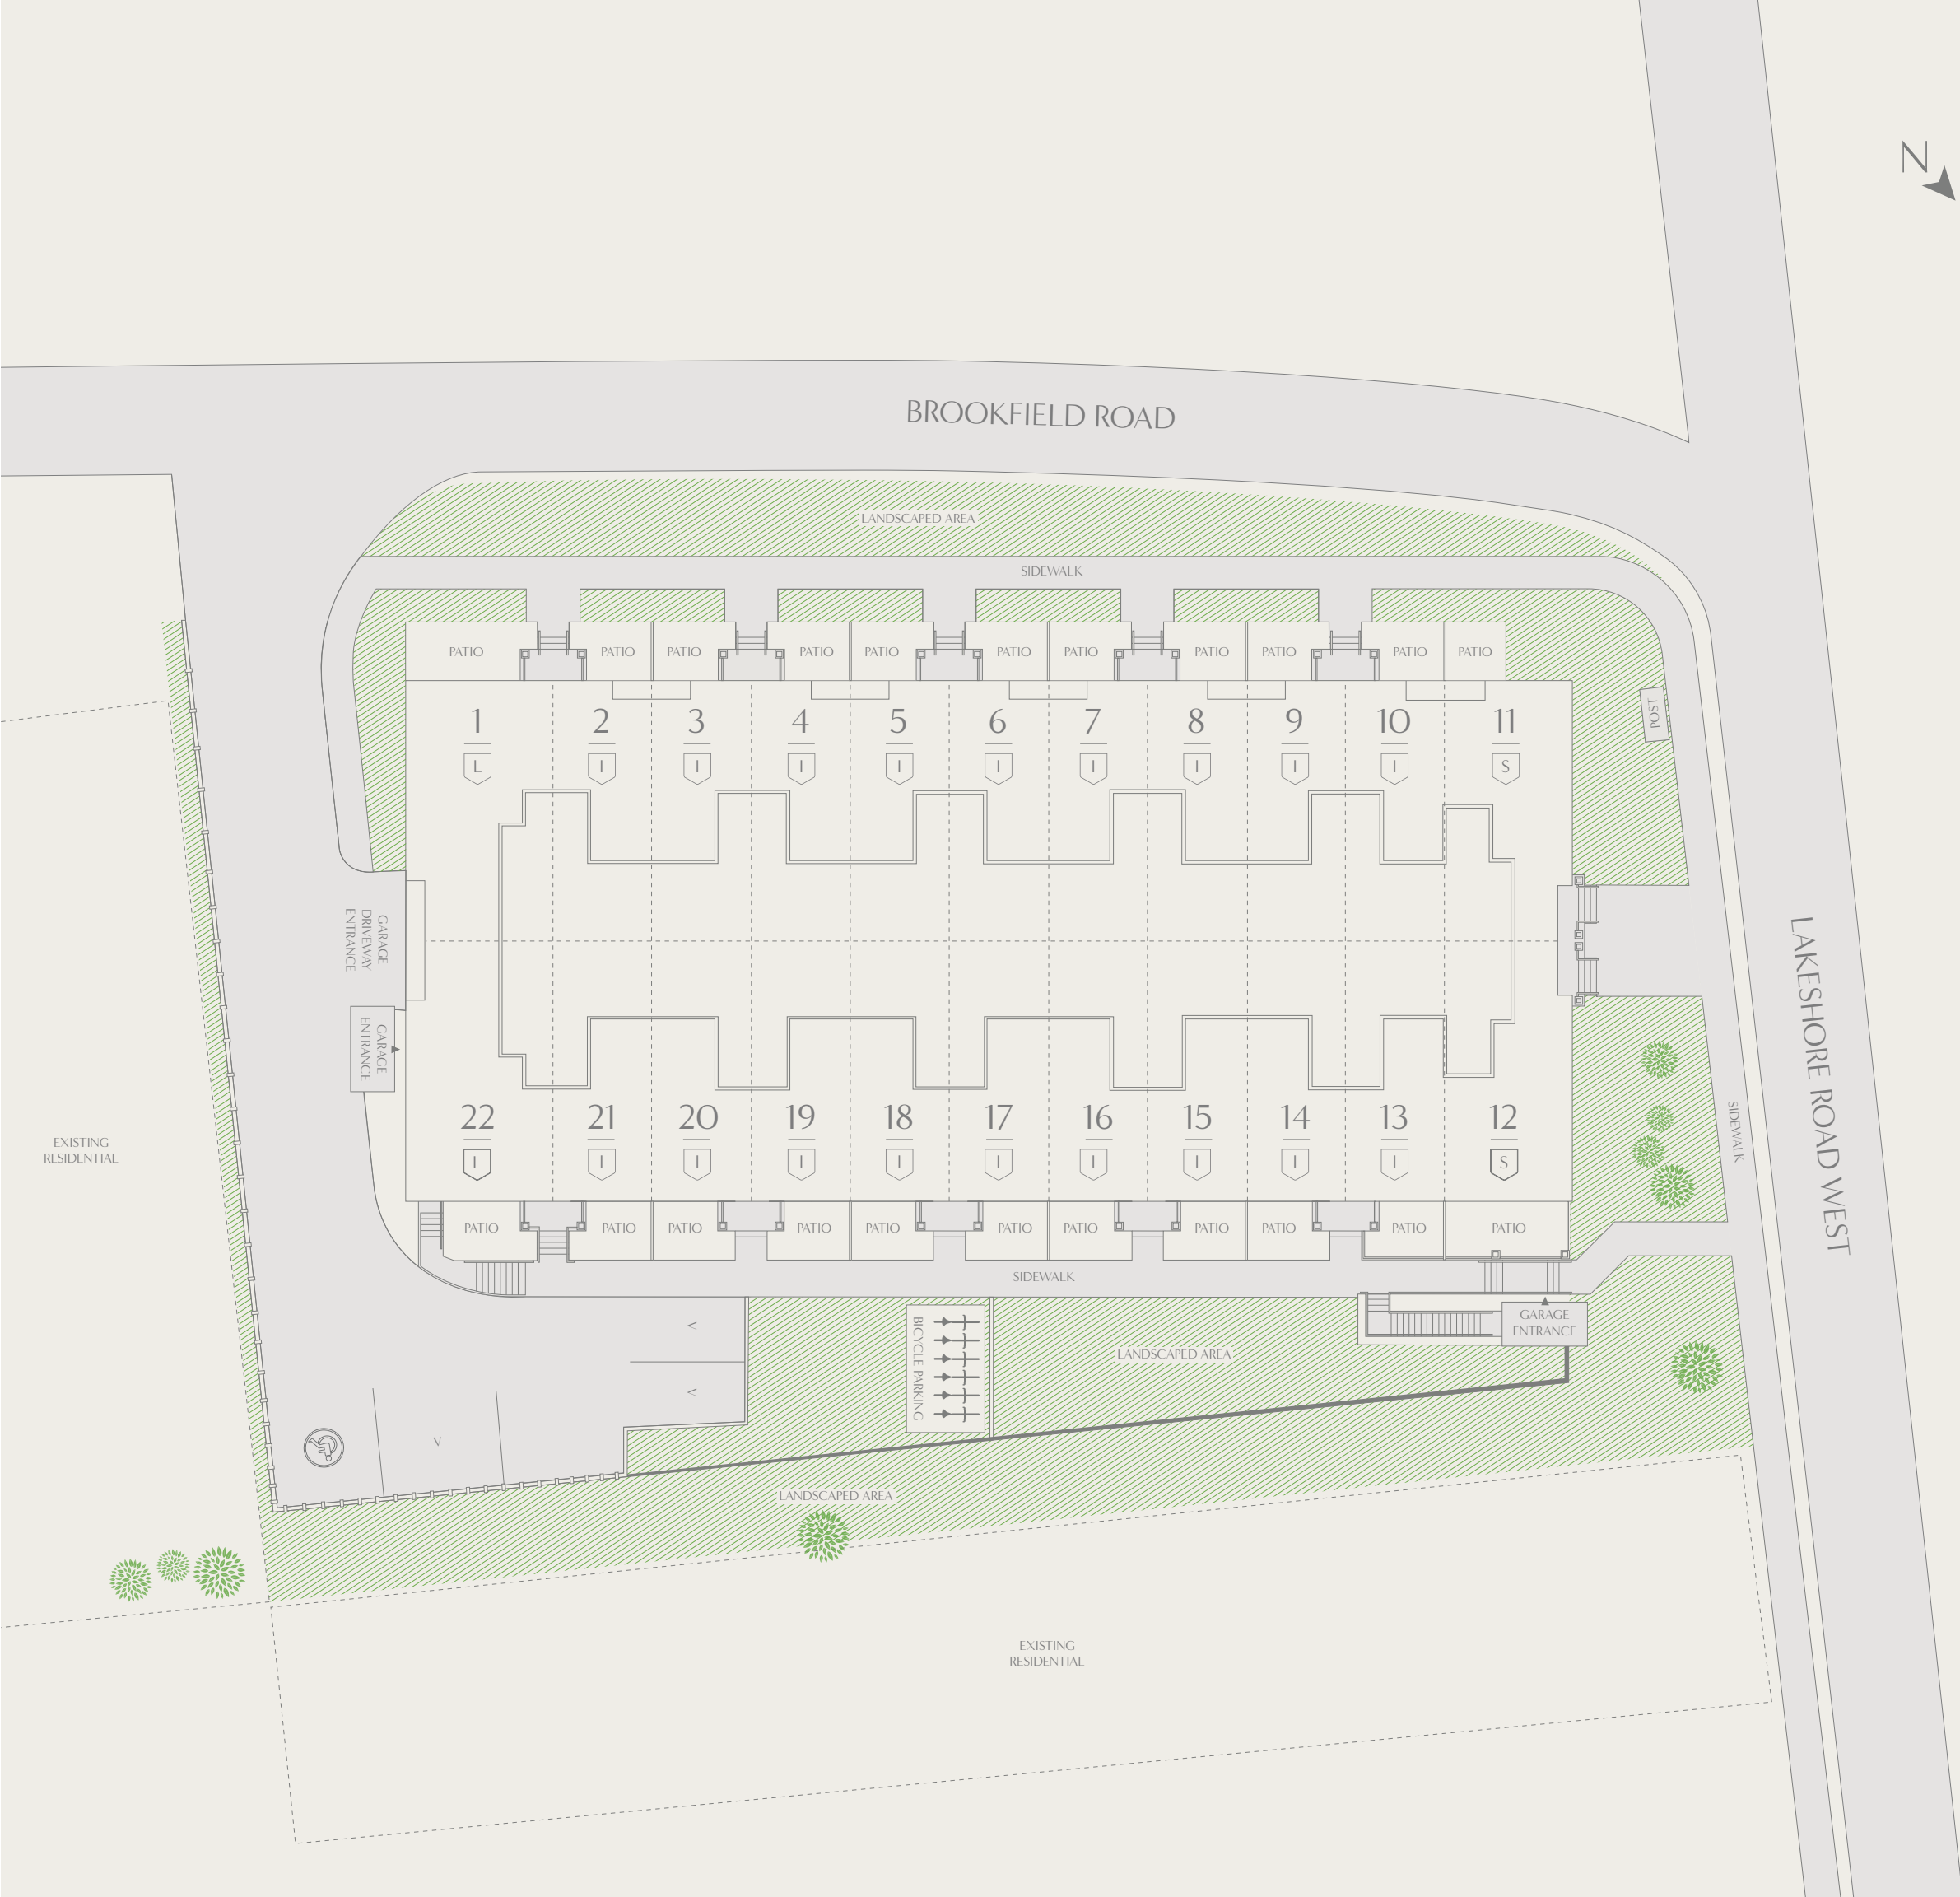 N
BROOKFIELD ROAD
LANDSCAPED AREA
SIDEWALK
PATIO PATIO PATIO PATIO PATIO PATIO PATIO PATIO PATIO PATIO PATIO
POST
1 2 3 4 5 6 7 8 9 10 11
L I I I I I I I I I S
GARAGE
DRIVEWAY
ENTRANCE
GARAGE
ENTRANCE
LAKESHORE ROAD WEST
SIDEWALK
EXISTING
RESIDENTIAL
22 21 20 19 18 17 16 15 14 13 12
L I I I I I I I I I S
PATIO PATIO PATIO PATIO PATIO PATIO PATIO PATIO PATIO PATIO PATIO
SIDEWALK
GARAGE
ENTRANCE
V
V
V
BICYCLE PARKING
LANDSCAPED AREA
LANDSCAPED AREA
EXISTING
RESIDENTIAL